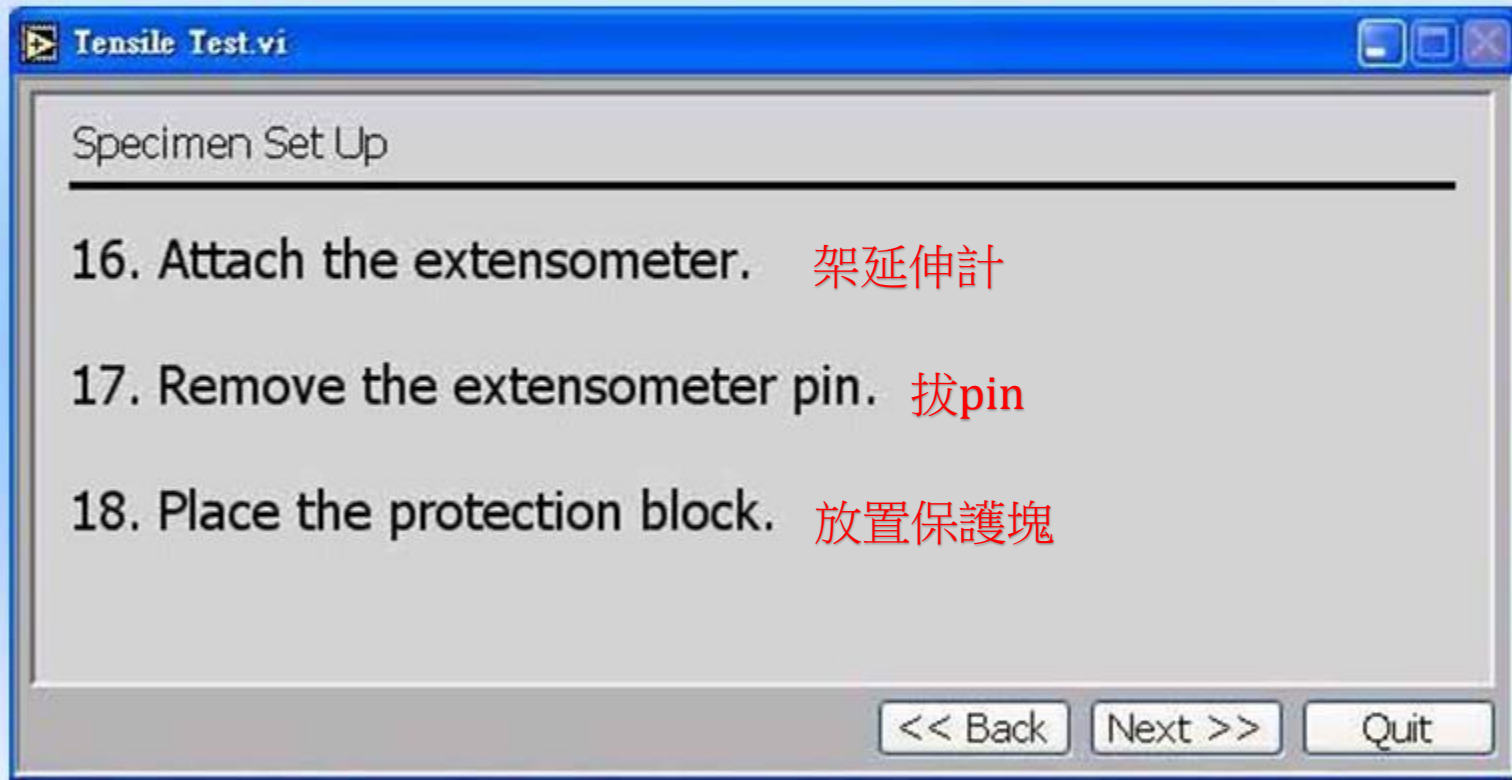 Tensile Test.vi
Specimen Set Up
16. Attach the extensometer. 架延伸計
17. Remove the extensometer pin. 拔pin
18. Place the protection block. 放置保護塊
<< Back Next >> Quit